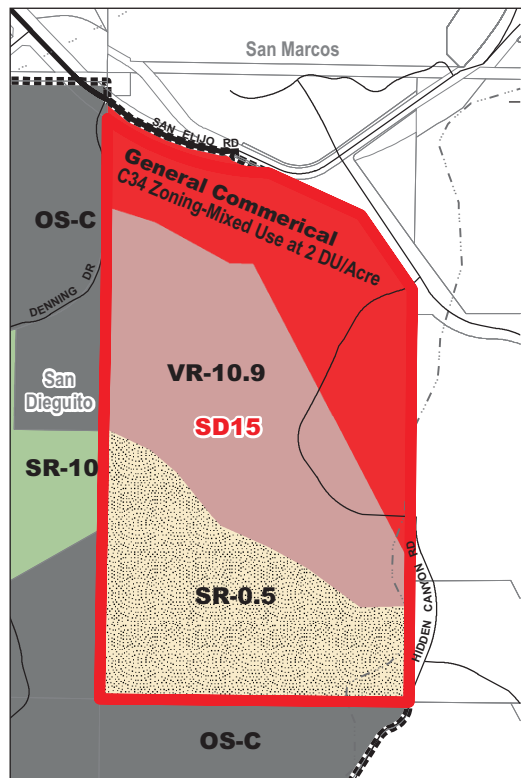 San Marcos
SAN ELIJO RD
General Commerical
C34 Zoning-Mixed Use at 2 DU/Acre
OS-C
DENNING DR
VR-10.9
San
Dieguito
SD15
SR-10
SR-0.5
HIDDEN CANYON RD
OS-C